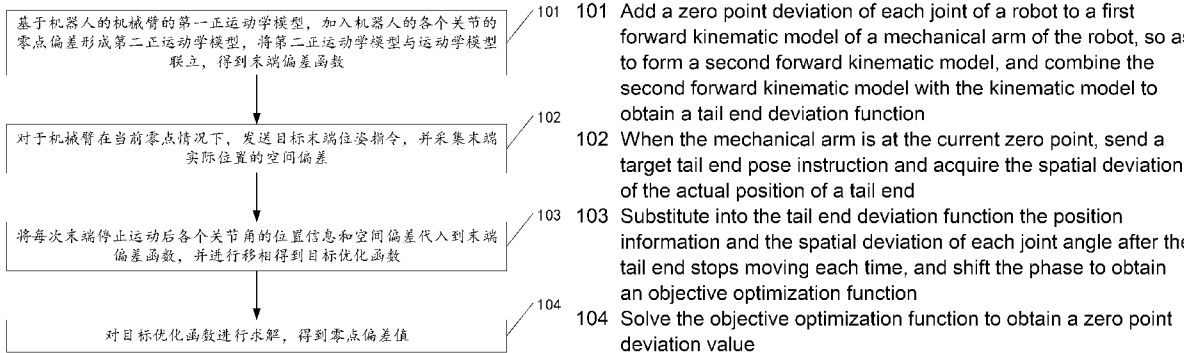 基于机器人的机械臂的第一正运动学模型，加入机器人的各个关节的
零点偏差形成第二正运动学模型，将第二正运动学模型与运动学模型
联立，得到末端偏差函数
101
对于机械臂在当前零点情况下，发送目标末端位姿指令，并采集末端
实际位置的空间偏差
102
将每次末端停止运动后各个关节角的位置信息和空间偏差代入到末端
偏差函数，并进行移相得到目标优化函数
103
对目标优化函数进行求解，得到零点偏差值
104
101 Add a zero point deviation of each joint of a robot to a first
forward kinematic model of a mechanical arm of the robot, so as
to form a second forward kinematic model, and combine the
second forward kinematic model with the kinematic model to
obtain a tail end deviation function
102 When the mechanical arm is at the current zero point, send a
target tail end pose instruction and acquire the spatial deviation
of the actual position of a tail end
103 Substitute into the tail end deviation function the position
information and the spatial deviation of each joint angle after the
tail end stops moving each time, and shift the phase to obtain
an objective optimization function
104 Solve the objective optimization function to obtain a zero point
deviation value